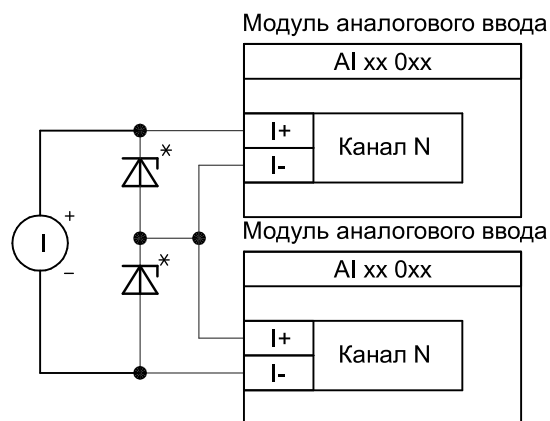 Модуль аналогового ввода
AI xx 0xx
I+
Канал N
I-
*
+
I
–
*
Модуль аналогового ввода
AI xx 0xx
I+
Канал N
I-